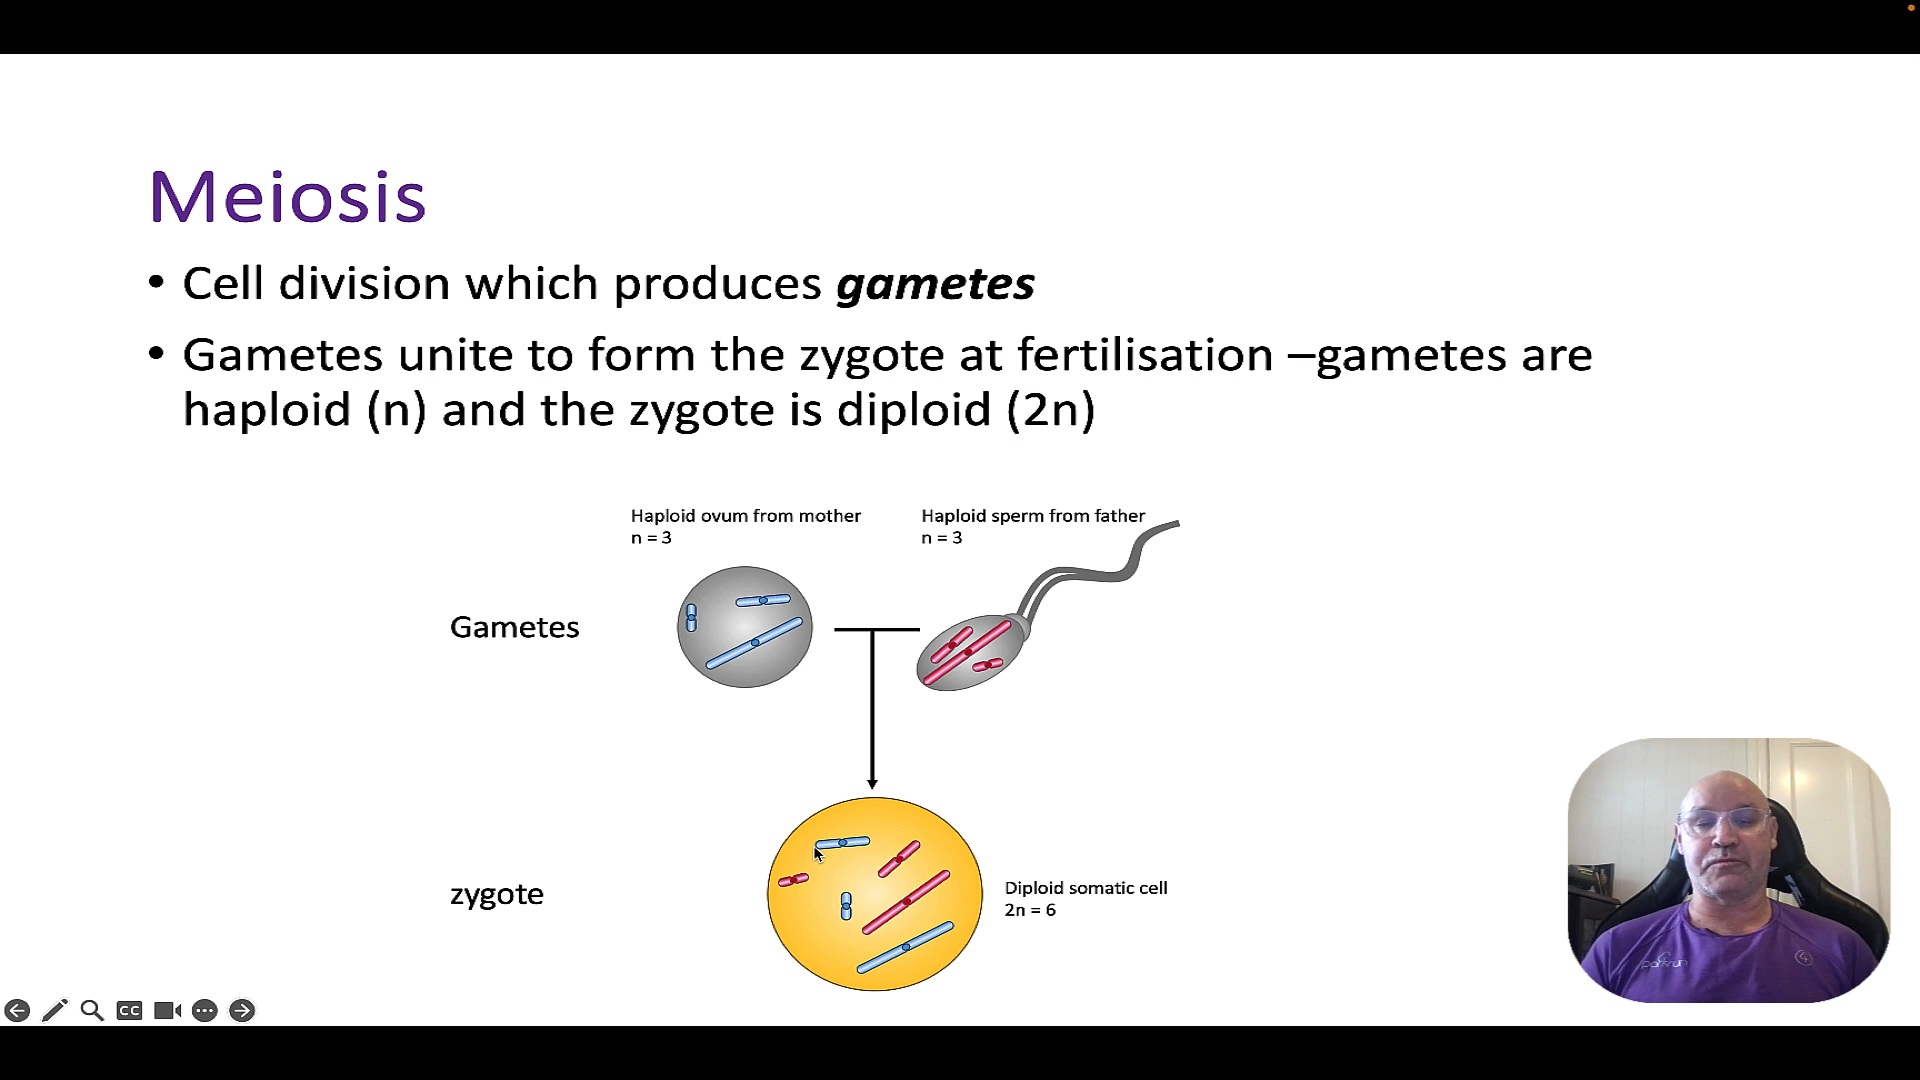 Meiosis
• Cell division which produces gametes
• Gametes unite to form the zygote at fertilisation –gametes are
haploid (n) and the zygote is diploid (2n)
Haploid ovum from mother
n = 3
Haploid sperm from father
n = 3
Gametes
zygote
Diploid somatic cell
2n = 6
parkrun
CC